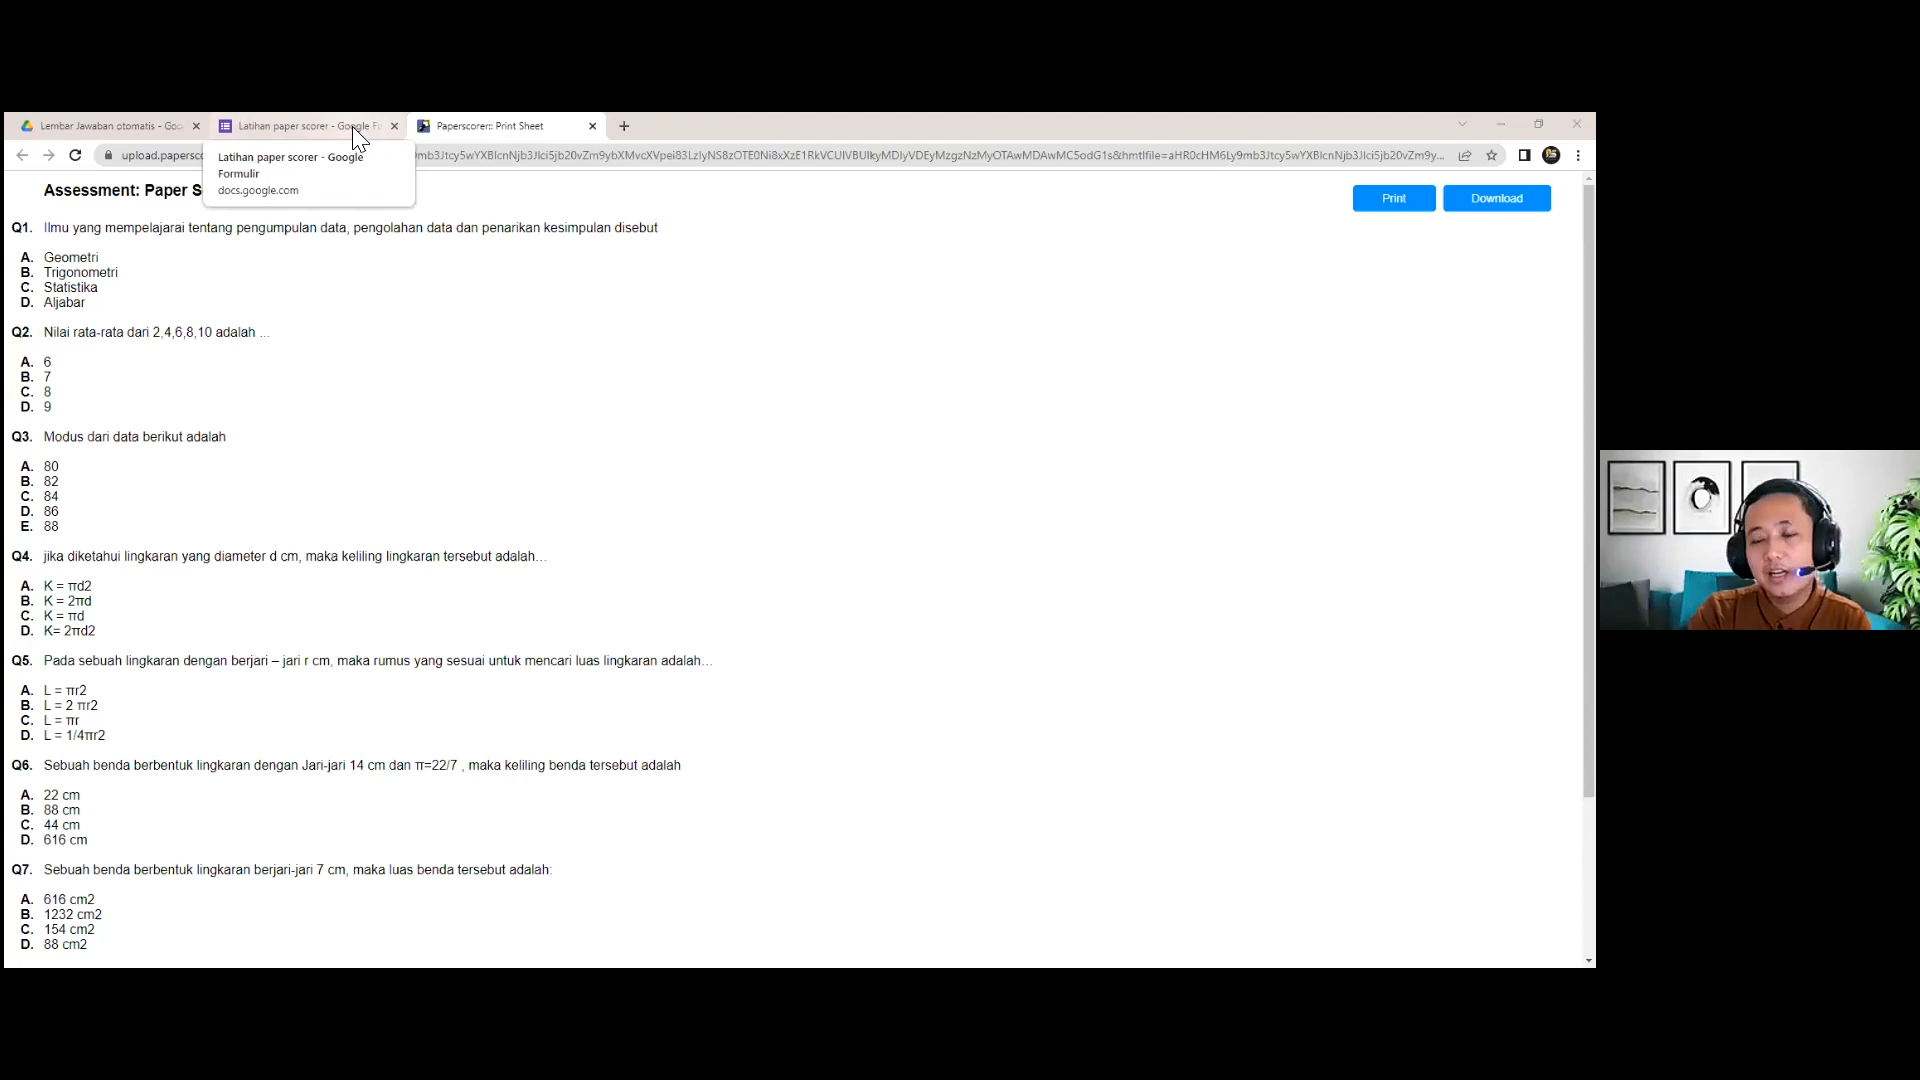 Lembar Jawaban otomatis - Goo
Latihan paper scorer - Google Fo
Paperscorer:: Print Sheet
upload.papersc
Latihan paper scorer - Google
Formulir
docs.google.com
Assessment: Paper S
Print
Download
Q1. Ilmu yang mempelajarai tentang pengumpulan data, pengolahan data dan penarikan kesimpulan disebut
A. Geometri
B. Trigonometri
C. Statistika
D. Aljabar
Q2. Nilai rata-rata dari 2,4,6,8,10 adalah ...
A. 6
B. 7
C. 8
D. 9
Q3. Modus dari data berikut adalah
A. 80
B. 82
C. 84
D. 86
E. 88
Q4. jika diketahui lingkaran yang diameter d cm, maka keliling lingkaran tersebut adalah…
A. K = πd2
B. K = 2πd
C. K = πd
D. K= 2πd2
Q5. Pada sebuah lingkaran dengan berjari – jari r cm, maka rumus yang sesuai untuk mencari luas lingkaran adalah…
A. L = πr2
B. L = 2 πr2
C. L = πr
D. L = 1/4πr2
Q6. Sebuah benda berbentuk lingkaran dengan Jari-jari 14 cm dan π=22/7 , maka keliling benda tersebut adalah
A. 22 cm
B. 88 cm
C. 44 cm
D. 616 cm
Q7. Sebuah benda berbentuk lingkaran berjari-jari 7 cm, maka luas benda tersebut adalah:
A. 616 cm2
B. 1232 cm2
C. 154 cm2
D. 88 cm2